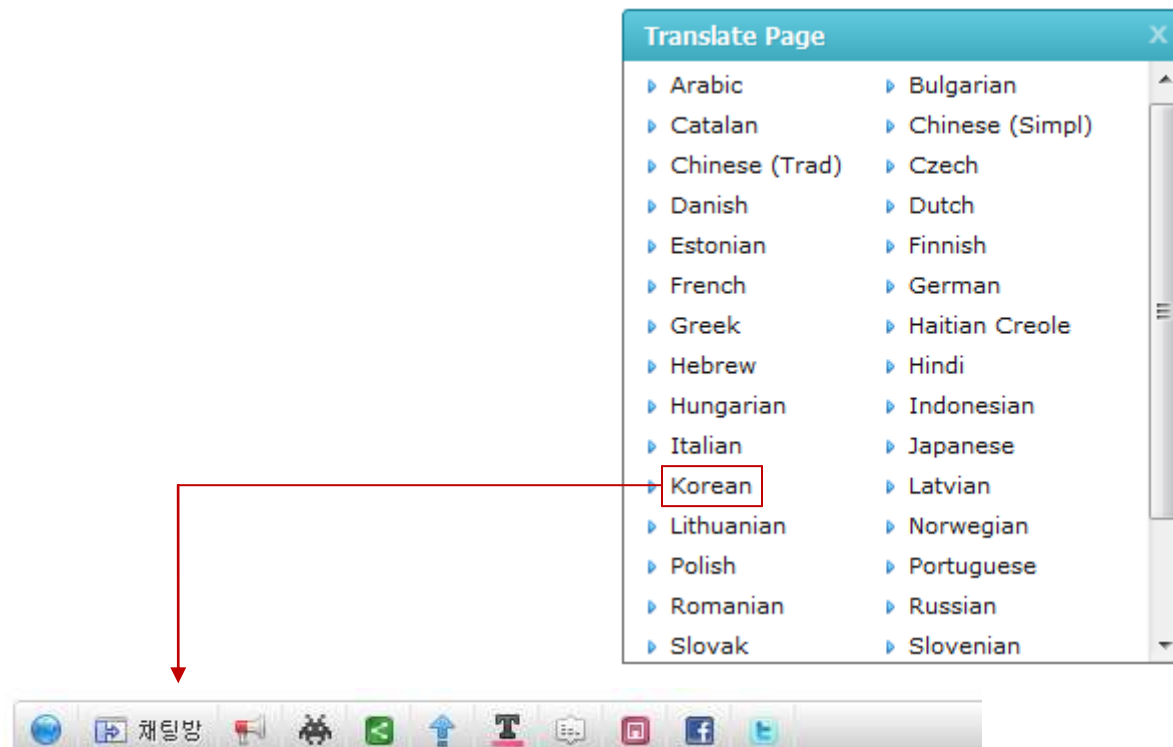 Translate Page
Arabic Bulgarian
Catalan Chinese (Simpl)
Chinese (Trad) Czech
Danish Dutch
Estonian Finnish
French German
Greek Haitian Creole
Hebrew Hindi
Hungarian Indonesian
Italian Japanese
Korean Latvian
Lithuanian Norwegian
Polish Portuguese
Romanian Russian
Slovak Slovenian
채팅방